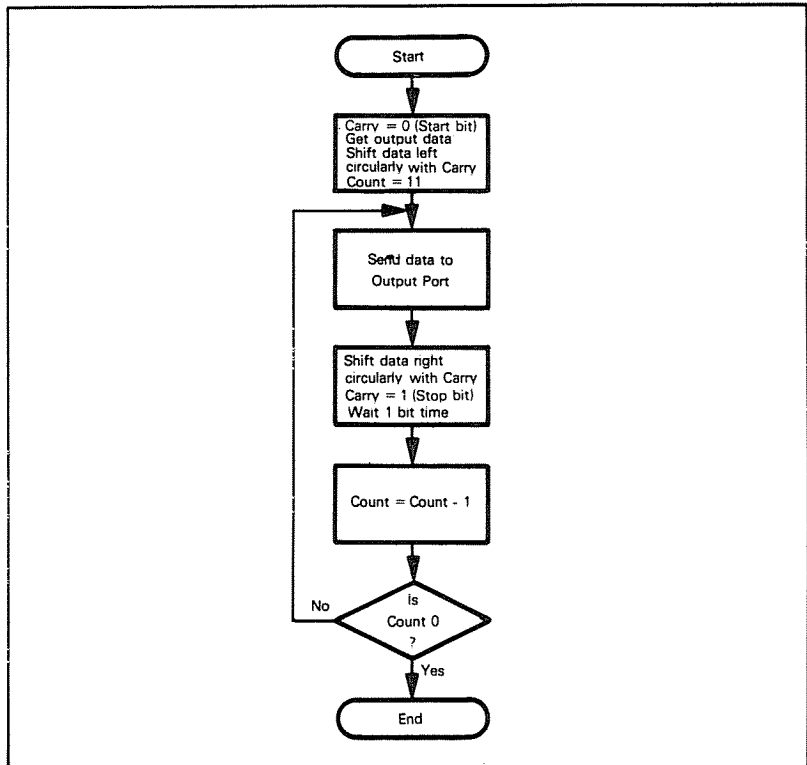 Start
Carry = 0 (Start bit)
Get output data
Shift data left
circularly with Carry
Count = 11
Send data to
Output Port
Shift data right
circularly with Carry
Carry = 1 (Stop bit)
Wait 1 bit time
Count = Count - 1
Is
Count 0
?
No
Yes
End